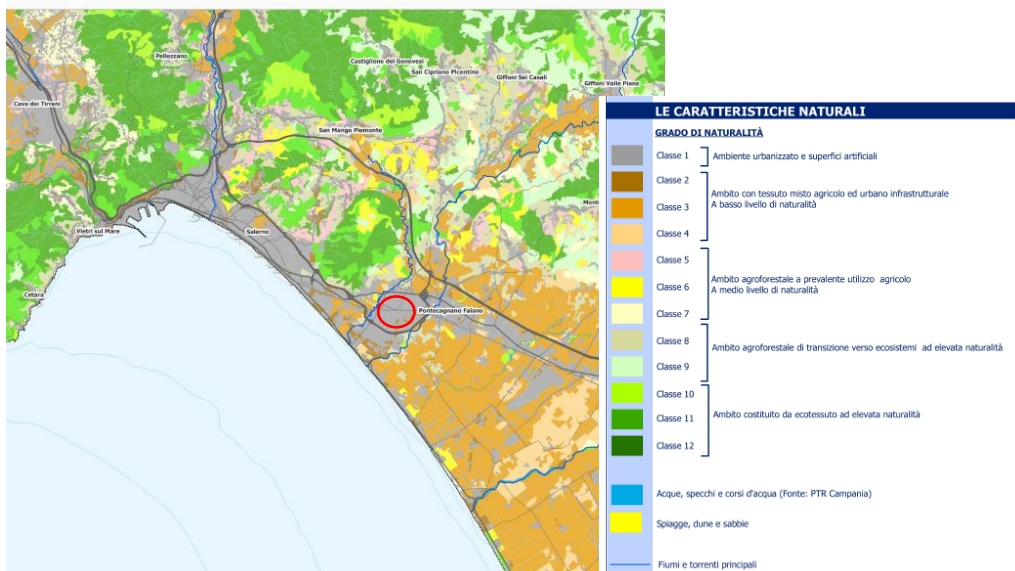 Pellezzano
Castiglione del Genovesi
San Cipriano Picentino
Giffoni Sei Casali
Giffoni Valle Piana
Cava dei Tirreni
San Mango Piemonte
Vietri sul Mare
Salerno
Mont
Cetara
Pontecagnano Faiano
LE CARATTERISTICHE NATURALI
GRADO DI NATURALITÀ
Classe 1
Ambiente urbanizzato e superfici artificiali
Classe 2
Classe 3
Classe 4
Ambito con tessuto misto agricolo ed urbano infrastrutturale
A basso livello di naturalità
Classe 5
Classe 6
Classe 7
Ambito agroforestale a prevalente utilizzo agricolo
A medio livello di naturalità
Classe 8
Classe 9
Ambito agroforestale di transizione verso ecosistemi ad elevata naturalità
Classe 10
Classe 11
Classe 12
Ambito costituito da ecotessuto ad elevata naturalità
Acque, specchi e corsi d'acqua (Fonte: PTR Campania)
Spiagge, dune e sabbie
Fiumi e torrenti principali